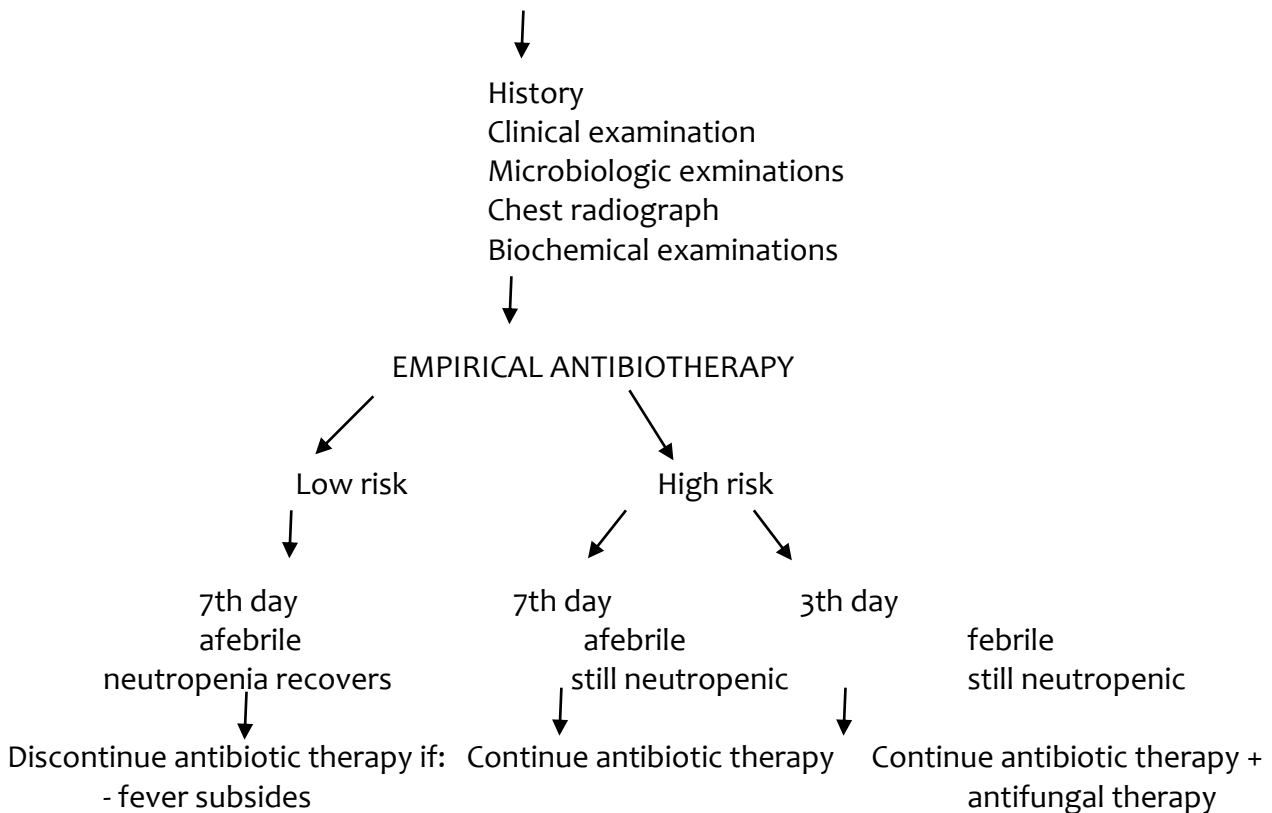 History
Clinical examination
Microbiologic exminations
Chest radiograph
Biochemical examinations
EMPIRICAL ANTIBIOTHERAPY
Low risk High risk
7th day 7th day 3th day
afebrile afebrile febrile
neutropenia recovers still neutropenic still neutropenic
Discontinue antibiotic therapy if: Continue antibiotic therapy Continue antibiotic therapy +
- fever subsides antifungal therapy